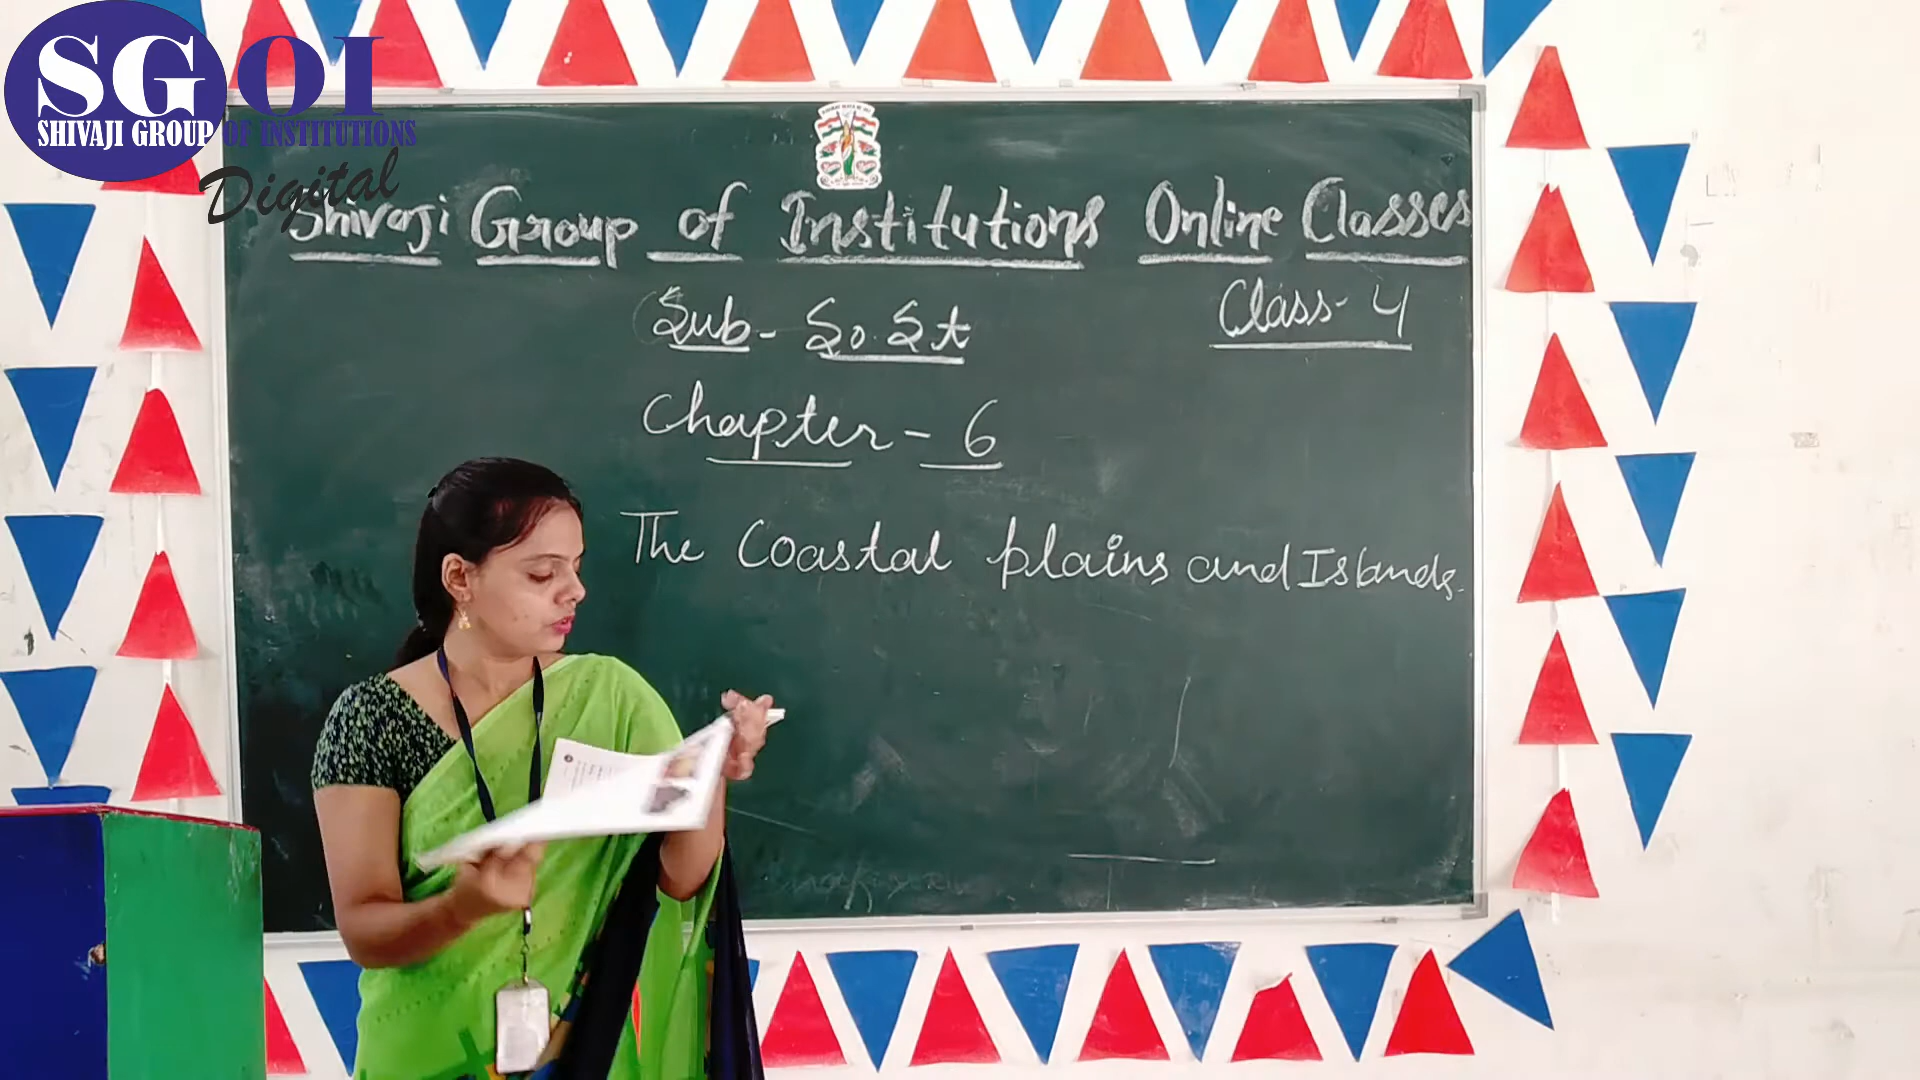 SGOI
SHIVAJI GROUP OF INSTITUTIONS
Digital
Shivaji Group of Institutions Online Classes
Sub - So. St
Class - 4
Chapter - 6
The Coastal plains and Islands.